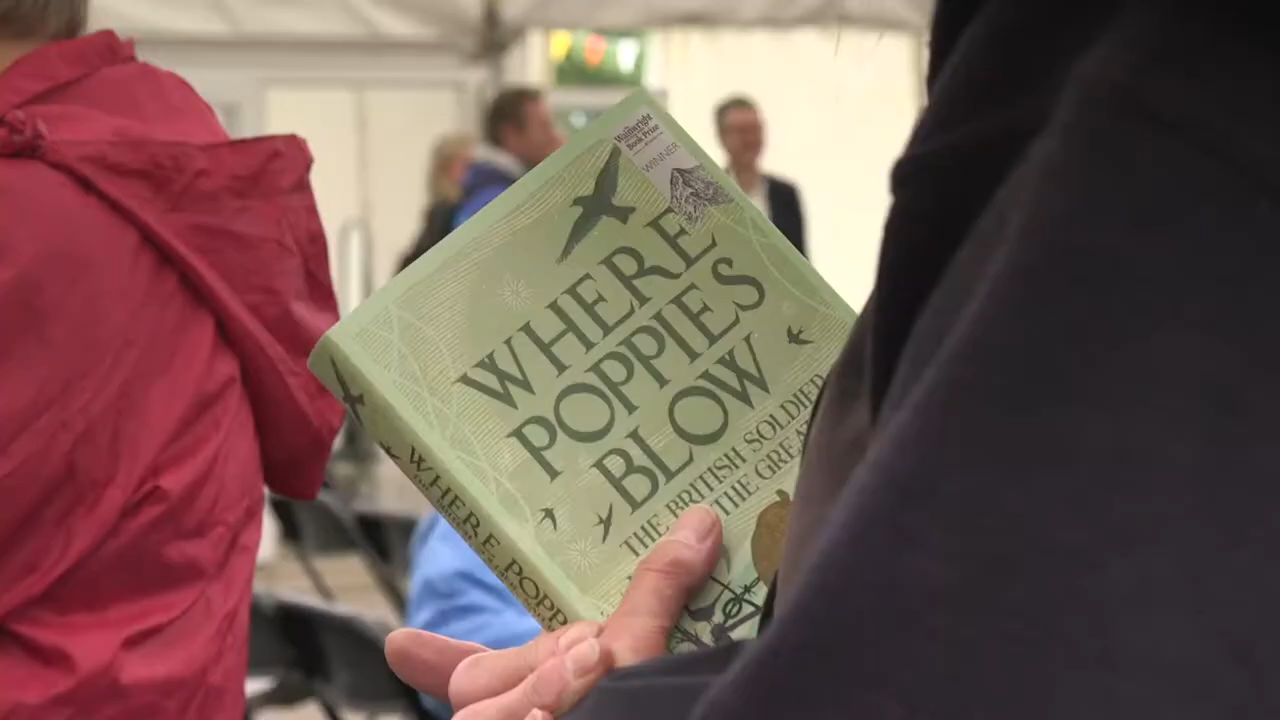 Wainwright
Book Prize
WINNER
WHERE
POPPIES
BLOW
THE BRITISH SOLDIER
THE GREAT
WHERE POPP